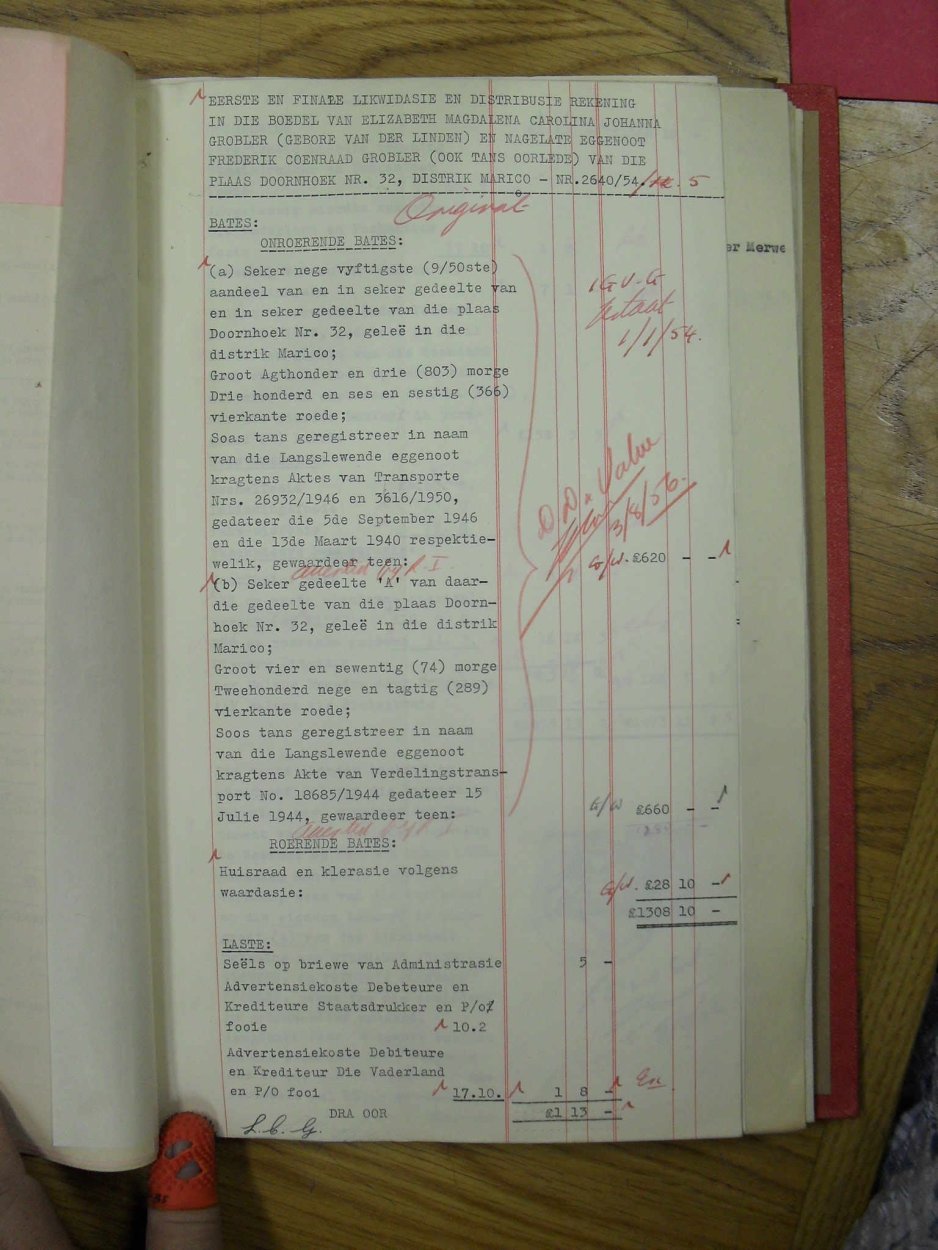 EERSTE EN FINALE LIKWIDASIE EN DISTRIBUSIE REKENING
IN DIE BOEDEL VAN ELIZABETH MAGDALENA CAROLINA JOHANNA
GROBLER (GEBORE VAN DER LINDEN) EN NAGELATE EGGENOOT
FREDERIK COENRAAD GROBLER (OOK TANS OORLEDE) VAN DIE
PLAAS DOORNHOEK NR. 32, DISTRIK MARICO - NR.2640/54. 5
Original
BATES:
ONROERENDE BATES:
er Merwe
(a) Seker nege vyftigste (9/50ste)
aandeel van en in seker gedeelte van
en in seker gedeelte van die plaas
Doornhoek Nr. 32, geleë in die
distrik Marico;
1/1/54.
Groot Agthonder en drie (803) morge
Drie honderd en ses en sestig (366)
vierkante roede;
Soas tans geregistreer in naam
van die Langslewende eggenoot
kragtens Aktes van Transporte
Nrs. 26932/1946 en 3616/1950,
gedateer die 5de September 1946
3/8/56.
en die 13de Maart 1940 respektie-
welik, gewaardeer teen: £620 - -
(b) Seker gedeelte 'A' van daar-
die gedeelte van die plaas Doorn-
hoek Nr. 32, geleë in die distrik
Marico;
Groot vier en sewentig (74) morge
Tweehonderd nege en tagtig (289)
vierkante roede;
Soos tans geregistreer in naam
van die Langslewende eggenoot
kragtens Akte van Verdelingstrans-
port No. 18685/1944 gedateer 15
Julie 1944, gewaardeer teen: G/W £660 - -
ROERENDE BATES:
Huisraad en klerasie volgens
waardasie: £28 10 -
£1308 10 -
LASTE:
Seëls op briewe van Administrasie 5 -
Advertensiekoste Debeteure en
Krediteure Staatsdrukker en P/of
fooie 10.2
Advertensiekoste Debiteure
en Krediteur Die Vaderland
en P/O fooi 17.10. 1 8 -
DRA OOR £1 13 -
L.C.G.